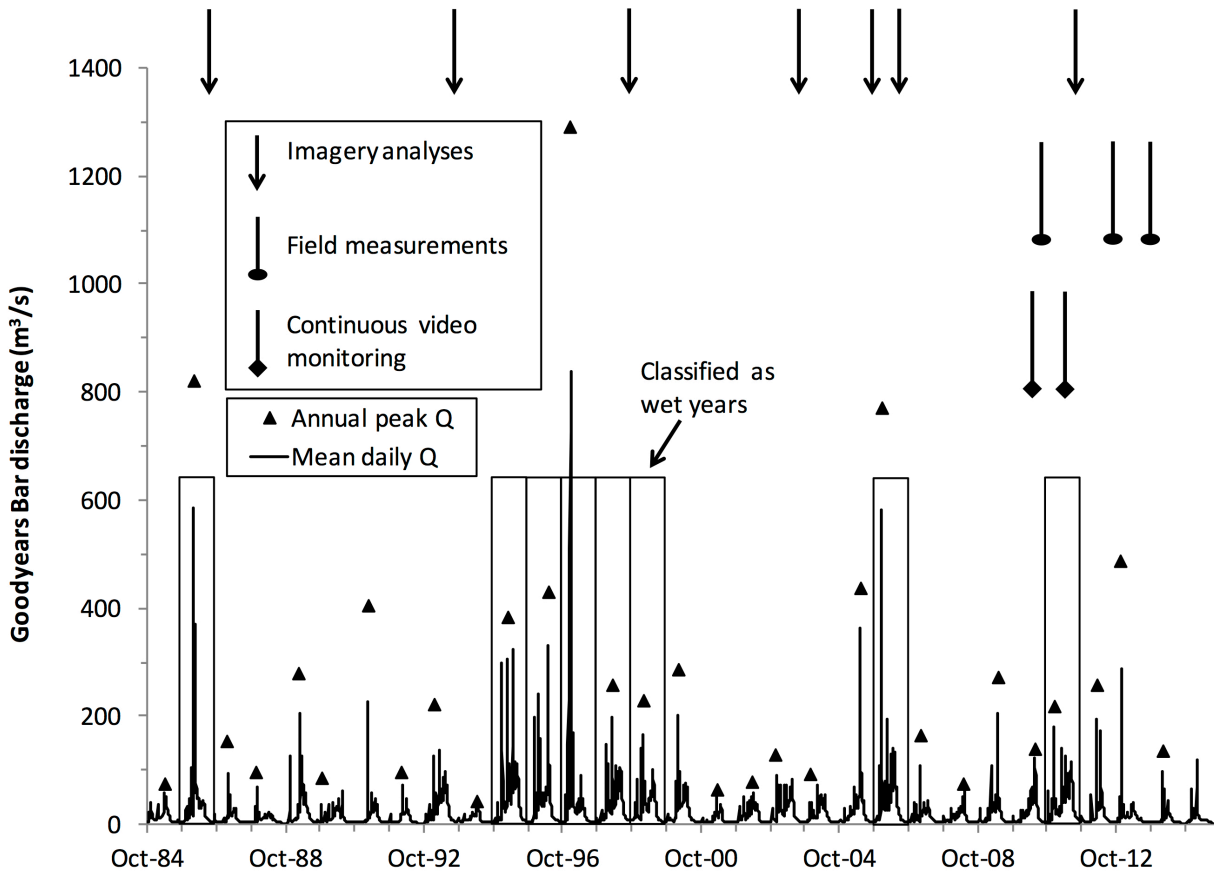 1400
1200
1000
800
600
400
200
0
Goodyears Bar discharge (m³/s)
Imagery analyses
Field measurements
Continuous video
monitoring
Annual peak Q
Mean daily Q
Classified as
wet years
Oct-84
Oct-88
Oct-92
Oct-96
Oct-00
Oct-04
Oct-08
Oct-12